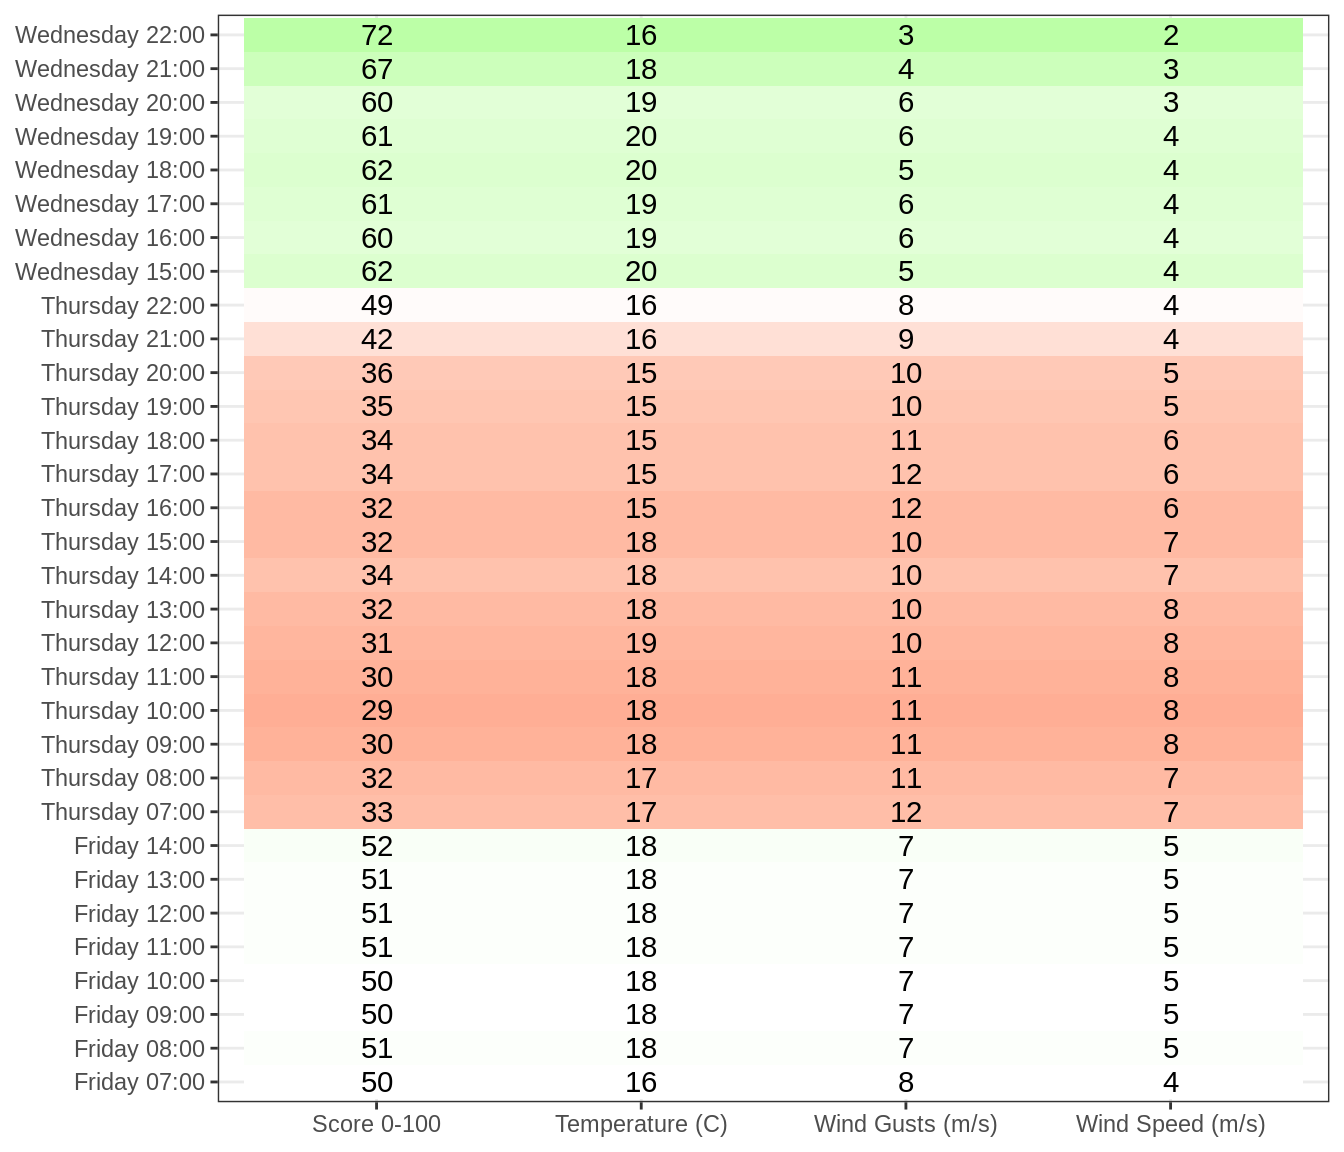 Wednesday 22:00 72 16 3 2
Wednesday 21:00 67 18 4 3
Wednesday 20:00 60 19 6 3
Wednesday 19:00 61 20 6 4
Wednesday 18:00 62 20 5 4
Wednesday 17:00 61 19 6 4
Wednesday 16:00 60 19 6 4
Wednesday 15:00 62 20 5 4
Thursday 22:00 49 16 8 4
Thursday 21:00 42 16 9 4
Thursday 20:00 36 15 10 5
Thursday 19:00 35 15 10 5
Thursday 18:00 34 15 11 6
Thursday 17:00 34 15 12 6
Thursday 16:00 32 15 12 6
Thursday 15:00 32 18 10 7
Thursday 14:00 34 18 10 7
Thursday 13:00 32 18 10 8
Thursday 12:00 31 19 10 8
Thursday 11:00 30 18 11 8
Thursday 10:00 29 18 11 8
Thursday 09:00 30 18 11 8
Thursday 08:00 32 17 11 7
Thursday 07:00 33 17 12 7
Friday 14:00 52 18 7 5
Friday 13:00 51 18 7 5
Friday 12:00 51 18 7 5
Friday 11:00 51 18 7 5
Friday 10:00 50 18 7 5
Friday 09:00 50 18 7 5
Friday 08:00 51 18 7 5
Friday 07:00 50 16 8 4
Score 0-100 Temperature (C) Wind Gusts (m/s) Wind Speed (m/s)